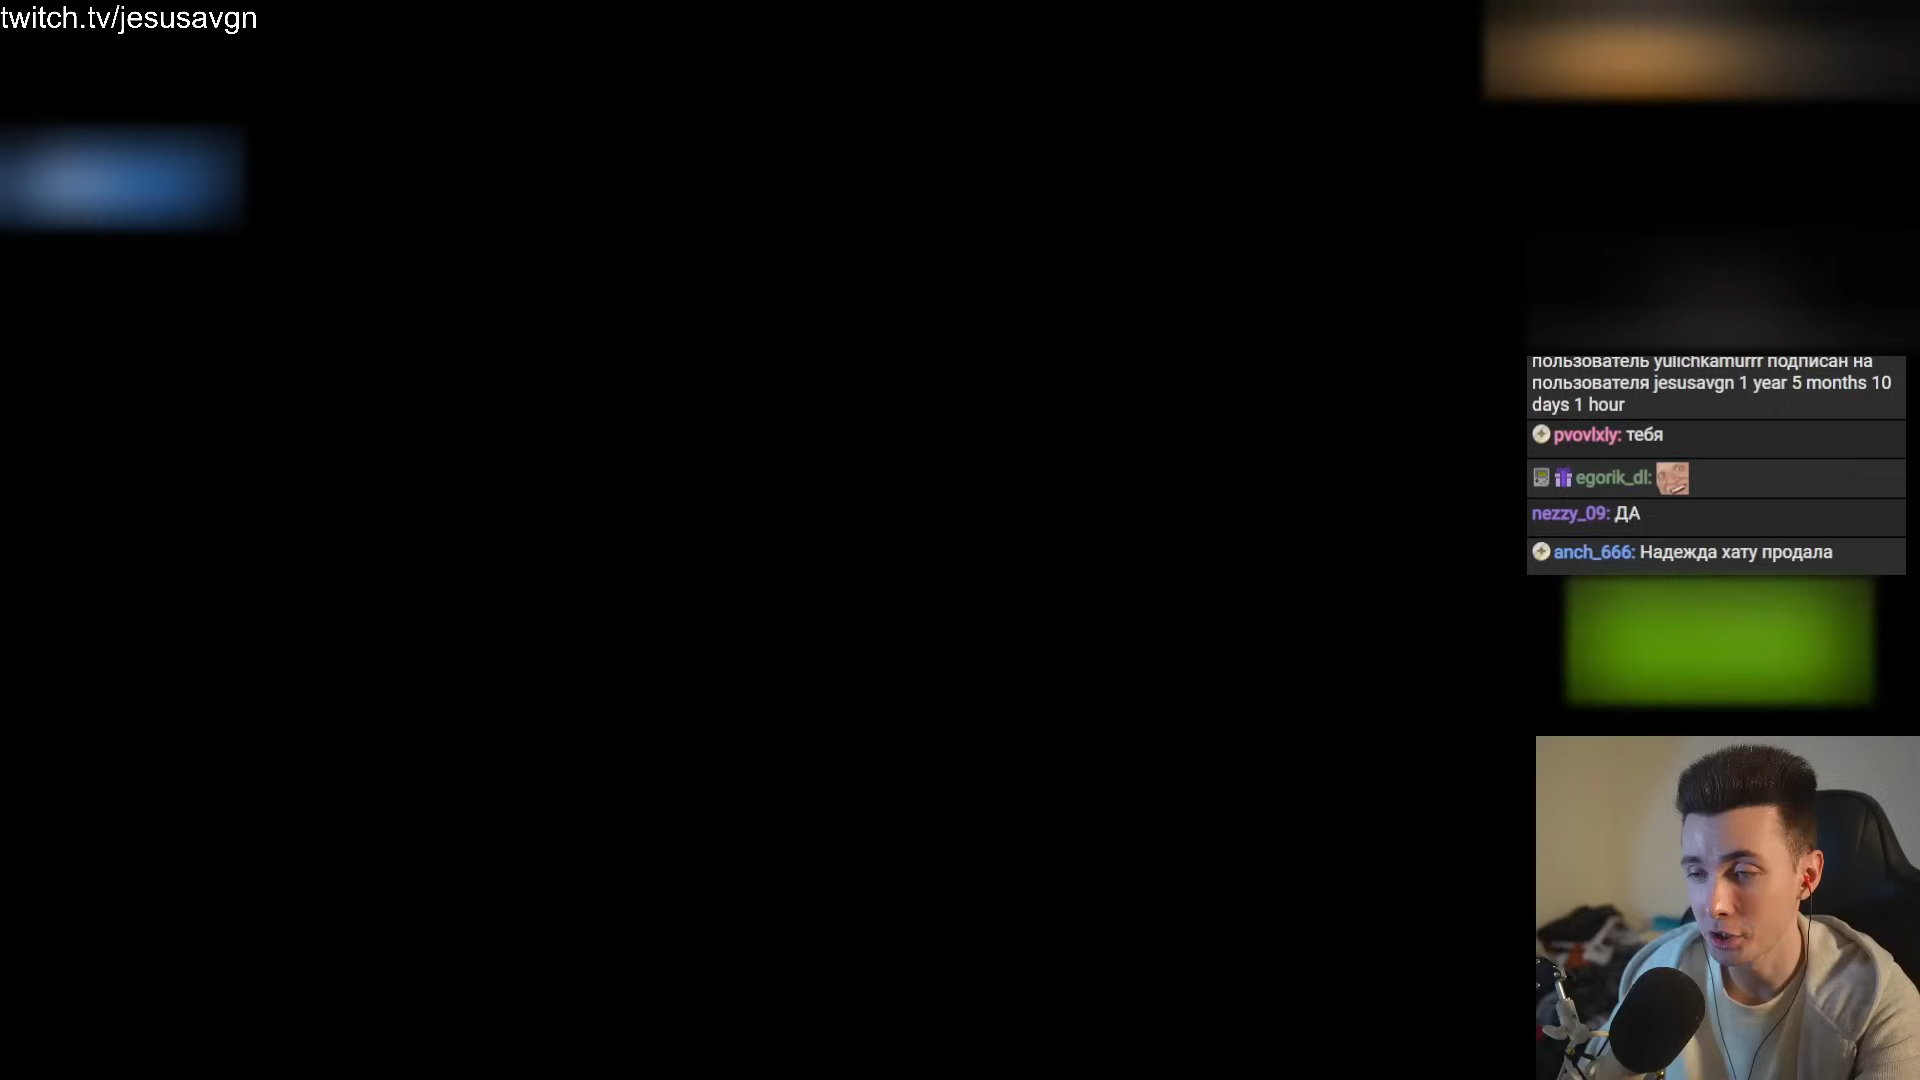 twitch.tv/jesusavgn
пользователь yulichkamurrr подписан на
пользователя jesusavgn 1 year 5 months 10
days 1 hour
pvovlxly: тебя
egorik_dl:
nezzy_09: ДА
anch_666: Надежда хату продала